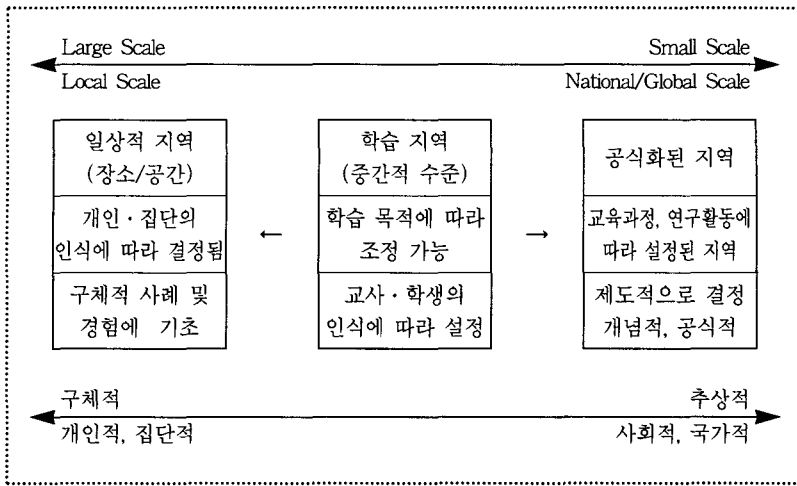 Large Scale
Small Scale
Local Scale
National/Global Scale
일상적 지역
(장소/공간)
개인·집단의
인식에 따라 결정됨
구체적 사례 및
경험에 기초
←
학습 지역
(중간적 수준)
학습 목적에 따라
조정 가능
교사·학생의
인식에 따라 설정
→
공식화된 지역
교육과정, 연구활동에
따라 설정된 지역
제도적으로 결정
개념적, 공식적
구체적
추상적
개인적, 집단적
사회적, 국가적